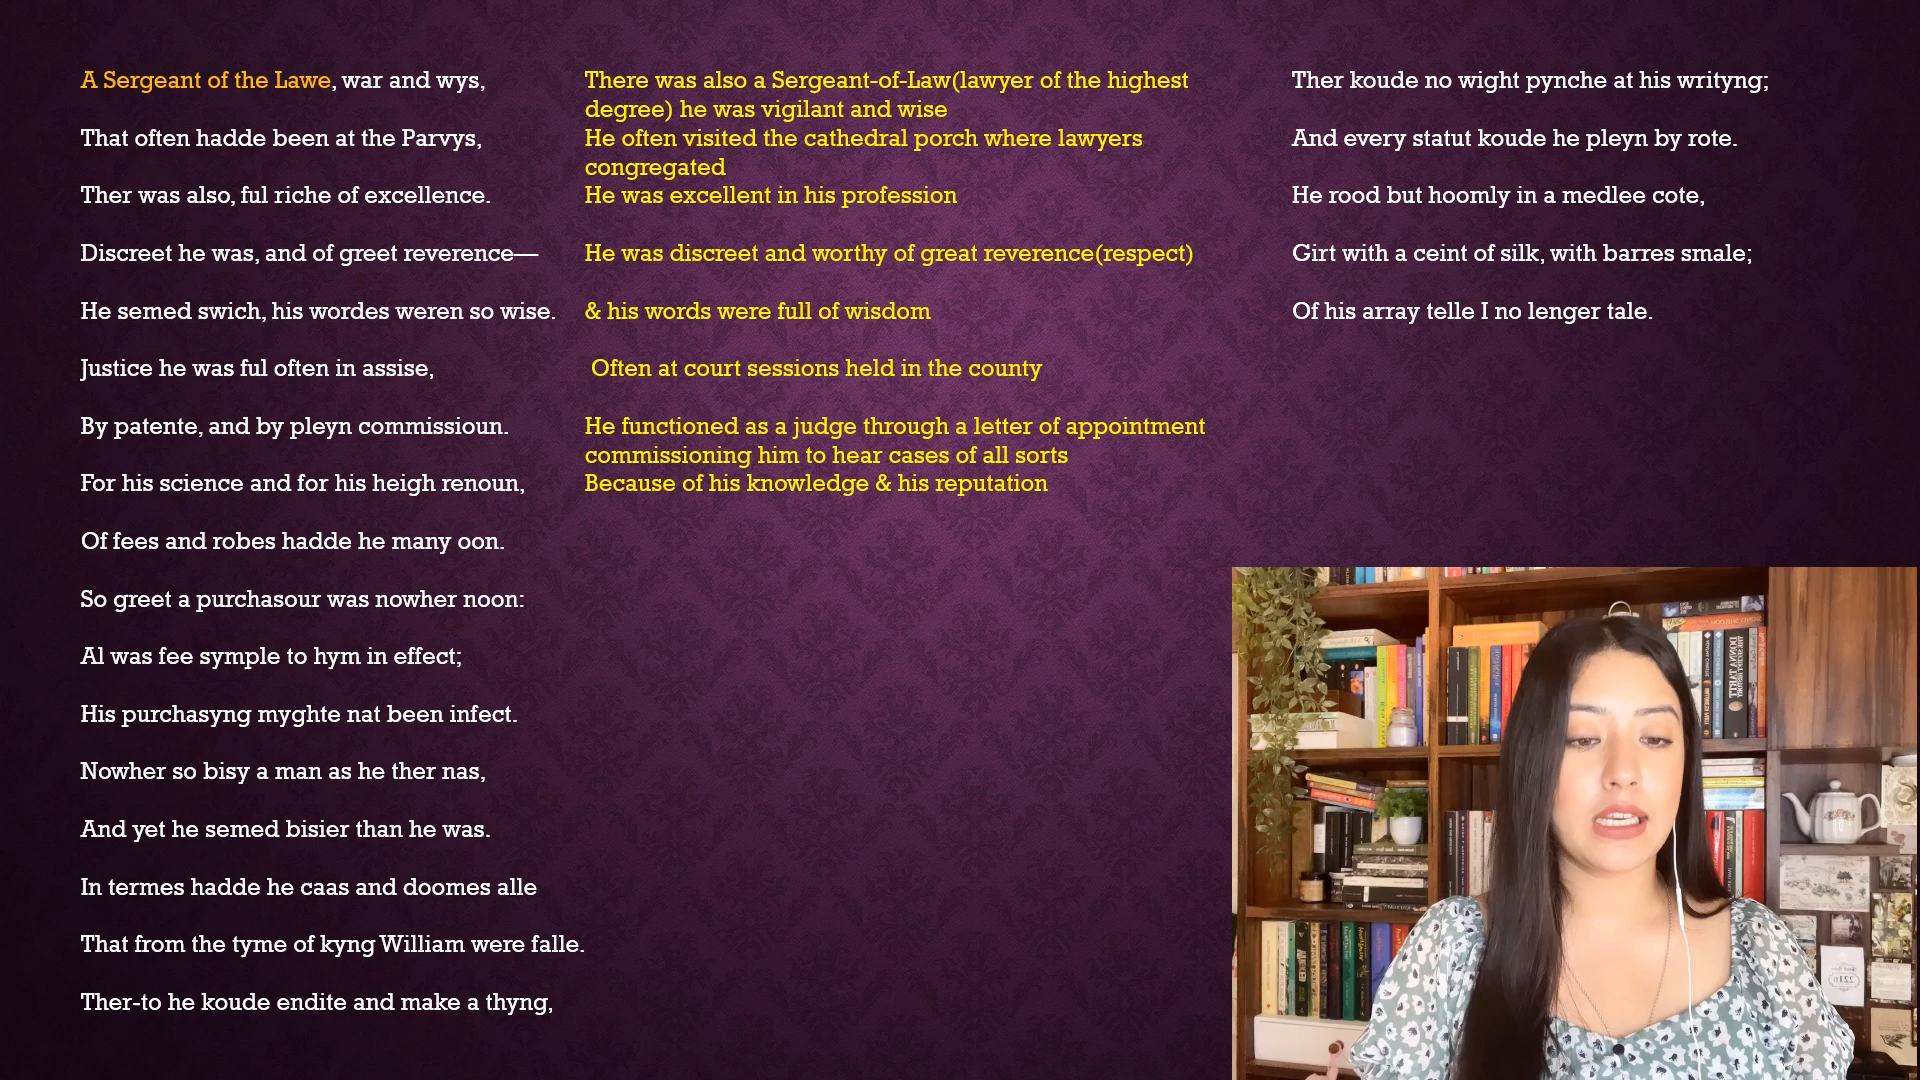 A Sergeant of the Lawe, war and wys,
That often hadde been at the Parvys,
Ther was also, ful riche of excellence.
Discreet he was, and of greet reverence—
He semed swich, his wordes weren so wise.
Justice he was ful often in assise,
By patente, and by pleyn commissioun.
For his science and for his heigh renoun,
Of fees and robes hadde he many oon.
So greet a purchasour was nowher noon:
Al was fee symple to hym in effect;
His purchasyng myghte nat been infect.
Nowher so bisy a man as he ther nas,
And yet he semed bisier than he was.
In termes hadde he caas and doomes alle
That from the tyme of kyng William were falle.
Ther-to he koude endite and make a thyng,
There was also a Sergeant-of-Law(lawyer of the highest
degree) he was vigilant and wise
He often visited the cathedral porch where lawyers
congregated
He was excellent in his profession
He was discreet and worthy of great reverence(respect)
& his words were full of wisdom
Often at court sessions held in the county
He functioned as a judge through a letter of appointment
commissioning him to hear cases of all sorts
Because of his knowledge & his reputation
Ther koude no wight pynche at his writyng;
And every statut koude he pleyn by rote.
He rood but hoomly in a medlee cote,
Girt with a ceint of silk, with barres smale;
Of his array telle I no lenger tale.
DONNA TARTT
221B